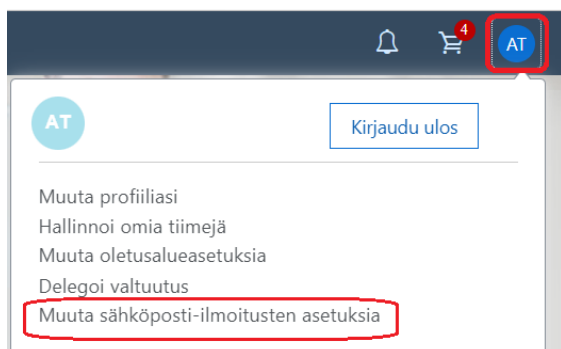 4
AT
AT
Kirjaudu ulos
Muuta profiiliasi
Hallinnoi omia tiimejä
Muuta oletusalueasetuksia
Delegoi valtuutus
Muuta sähköposti-ilmoitusten asetuksia